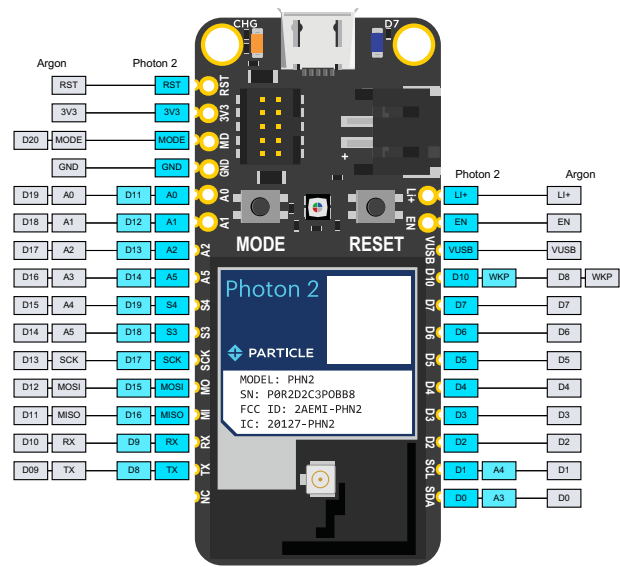 CHG D7
Argon Photon 2
RST RST RST
3V3 3V3 3V3
D20 MODE MODE MD
GND GND GND
Photon 2 Argon
D19 A0 D11 A0 A0 Li+ LI+ LI+
D18 A1 D12 A1 A1 EN EN EN
MODE RESET
D17 A2 D13 A2 A2 VUSB VUSB VUSB
D16 A3 D14 A5 A5 D10 D10 WKP D8 WKP
Photon 2
D15 A4 D19 S4 S4 D7 D7 D7
D14 A5 D18 S3 S3 D6 D6 D6
PARTICLE
D13 SCK D17 SCK SCK D5 D5 D5
MODEL: PHN2
D12 MOSI D15 MOSI MO D4 D4 D4
SN: P0R2D2C3POBB8
FCC ID: 2AEMI-PHN2
D11 MISO D16 MISO MI D3 D3 D3
IC: 20127-PHN2
D10 RX D9 RX RX D2 D2 D2
D09 TX D8 TX TX SCL D1 A4 D1
NC SDA D0 A3 D0
+